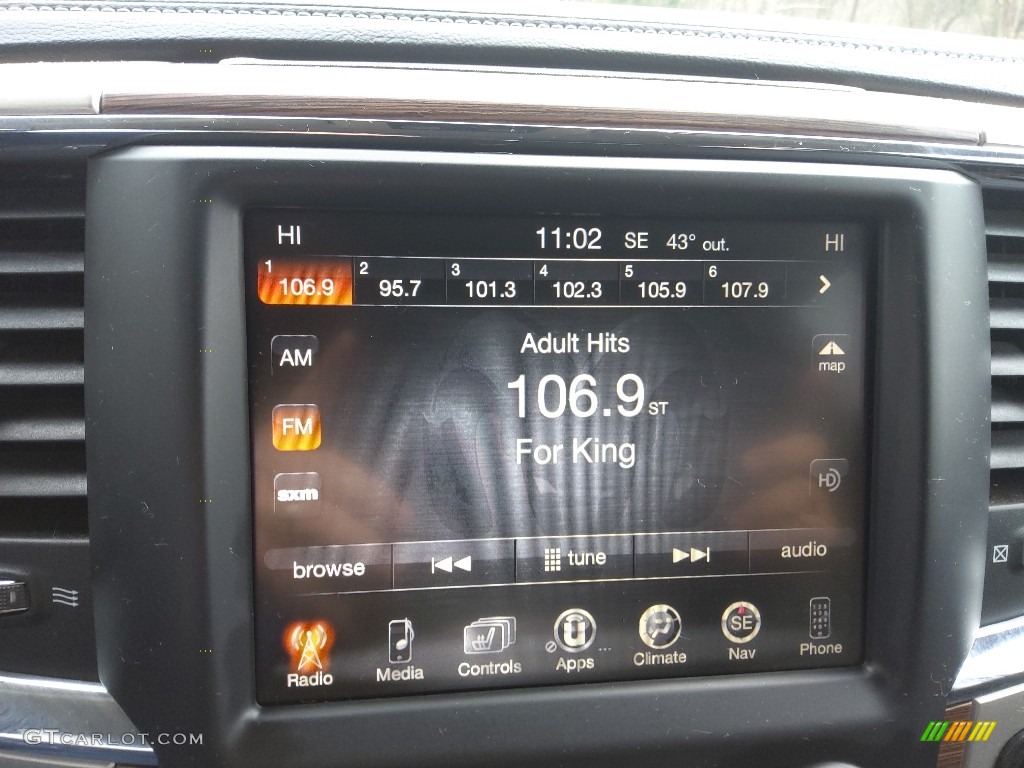 HI 11:02 SE 43° out. HI
1 106.9 2 95.7 3 101.3 4 102.3 5 105.9 6 107.9
Adult Hits
AM map
106.9 ST
FM
For King
sxm HD
browse tune audio
SE
Radio Media Controls Apps Climate Nav Phone
GTCARLOT.COM